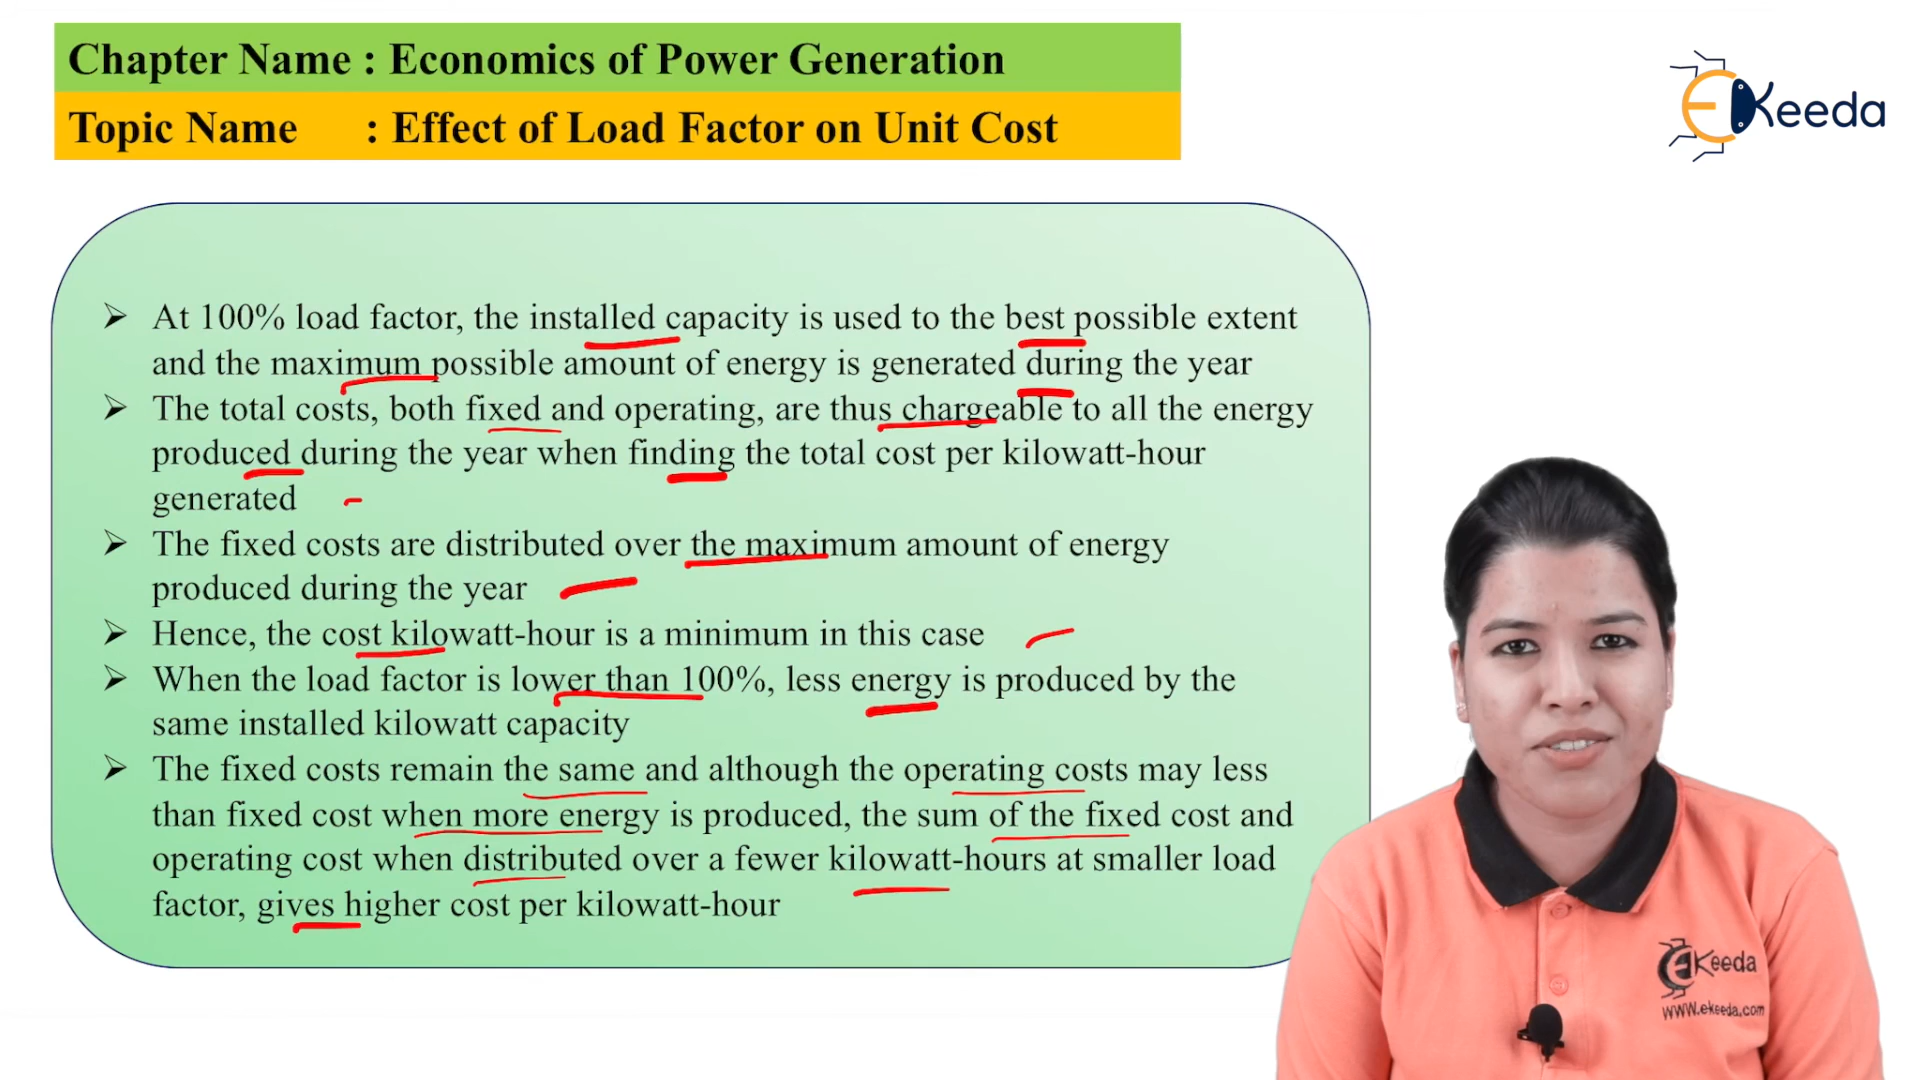 Chapter Name : Economics of Power Generation
Topic Name : Effect of Load Factor on Unit Cost
EKeeda
➢ At 100% load factor, the installed capacity is used to the best possible extent
and the maximum possible amount of energy is generated during the year
➢ The total costs, both fixed and operating, are thus chargeable to all the energy
produced during the year when finding the total cost per kilowatt-hour
generated
➢ The fixed costs are distributed over the maximum amount of energy
produced during the year
➢ Hence, the cost kilowatt-hour is a minimum in this case
➢ When the load factor is lower than 100%, less energy is produced by the
same installed kilowatt capacity
➢ The fixed costs remain the same and although the operating costs may less
than fixed cost when more energy is produced, the sum of the fixed cost and
operating cost when distributed over a fewer kilowatt-hours at smaller load
factor, gives higher cost per kilowatt-hour
EKeeda
www.ekeeda.com